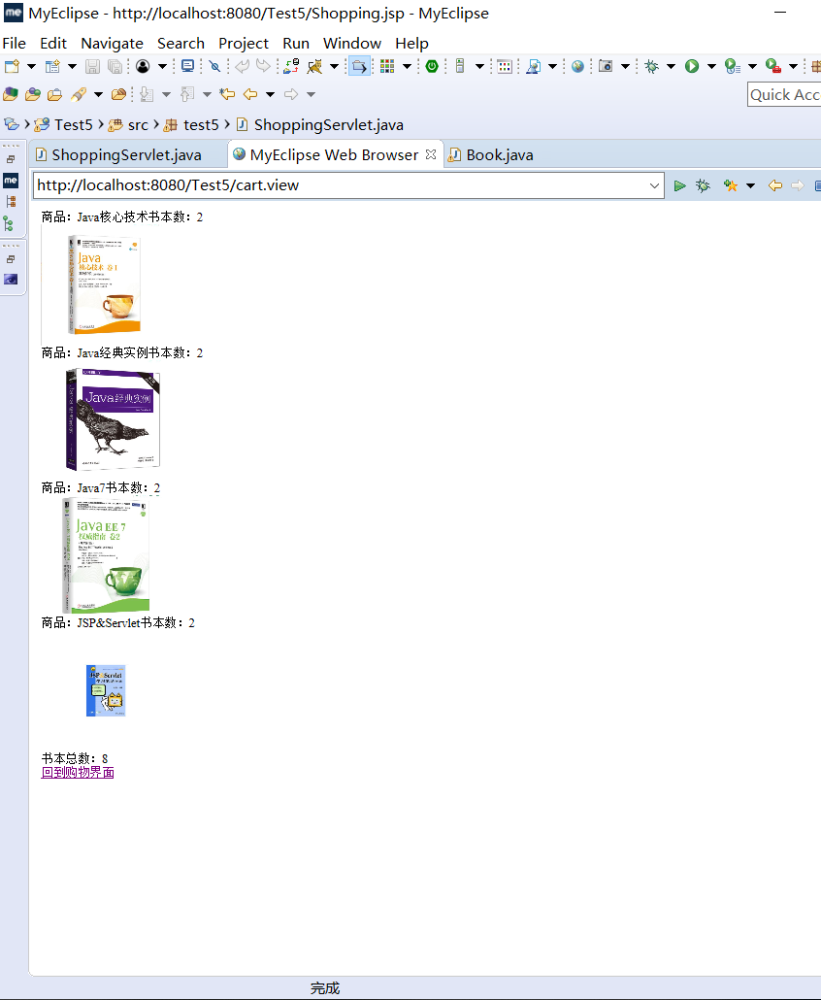 MyEclipse - http://localhost:8080/Test5/Shopping.jsp - MyEclipse
File Edit Navigate Search Project Run Window Help
Quick Acc
Test5 src test5 ShoppingServlet.java
ShoppingServlet.java MyEclipse Web Browser Book.java
http://localhost:8080/Test5/cart.view
商品：Java核心技术书本数：2
Java
核心技术 卷I
商品：Java经典实例书本数：2
Java经典实例
商品：Java7书本数：2
Java EE 7
权威指南 卷2
商品：JSP&Servlet书本数：2
Servlet
书本总数：8
回到购物界面
完成